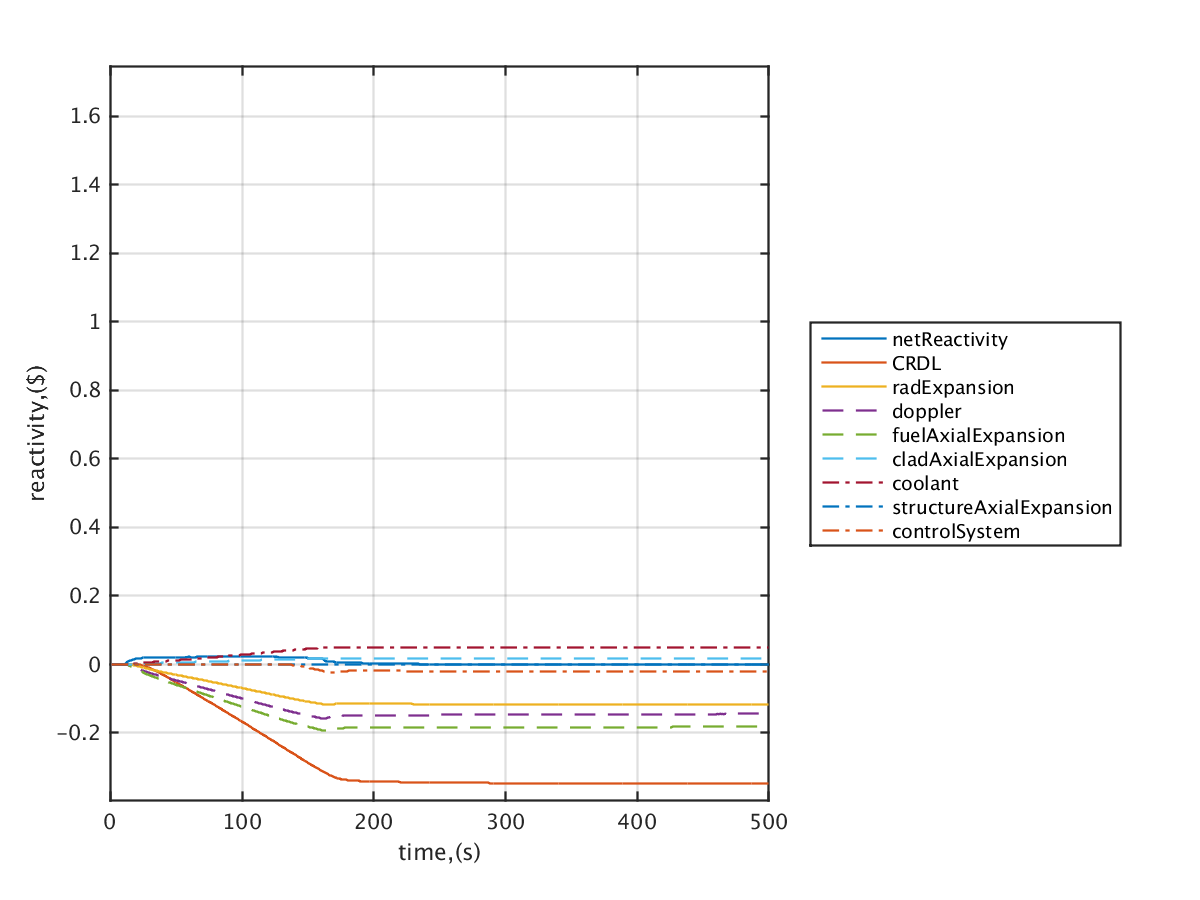 1.6
1.4
1.2
1
0.8
0.6
0.4
0.2
0
−0.2
0 100 200 300 400 500
time,(s)
reactivity,($)
netReactivity
CRDL
radExpansion
doppler
fuelAxialExpansion
cladAxialExpansion
coolant
structureAxialExpansion
controlSystem